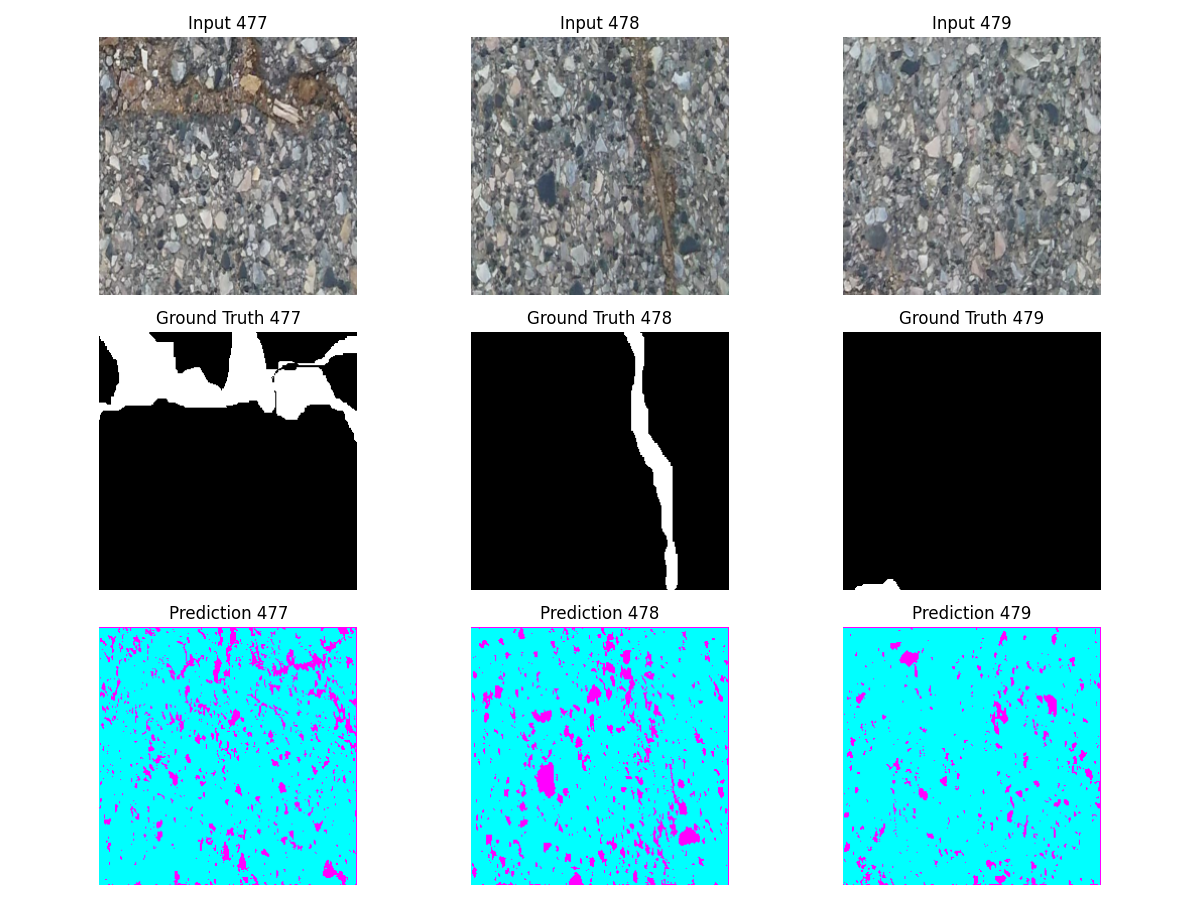 Input 477
Input 478
Input 479
Ground Truth 477
Ground Truth 478
Ground Truth 479
Prediction 477
Prediction 478
Prediction 479